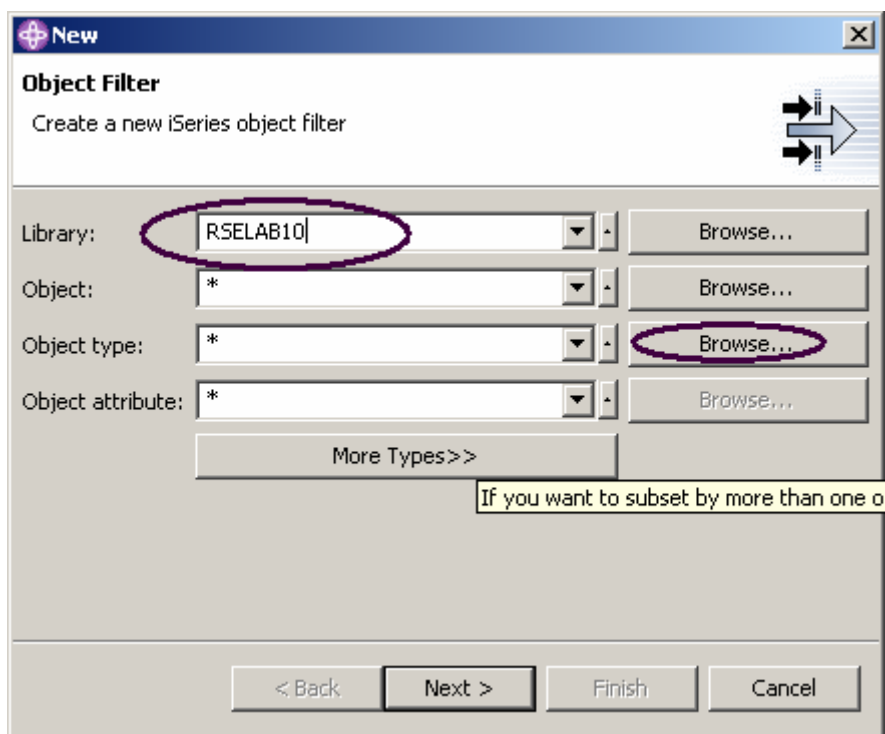 New
Object Filter
Create a new iSeries object filter
Library: RSELAB10 Browse...
Object: * Browse...
Object type: * Browse...
Object attribute: * Browse...
More Types>>
If you want to subset by more than one o
< Back Next > Finish Cancel